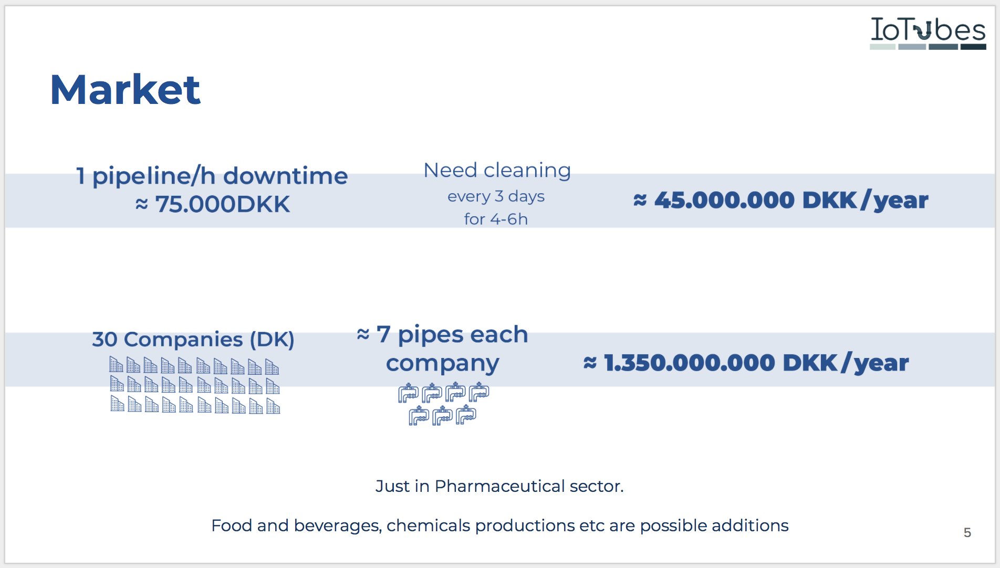 IoTubes
Market
1 pipeline/h downtime
≈ 75.000DKK
Need cleaning
every 3 days
for 4-6h
≈ 45.000.000 DKK/year
30 Companies (DK)
≈ 7 pipes each
company
≈ 1.350.000.000 DKK/year
Just in Pharmaceutical sector.
Food and beverages, chemicals productions etc are possible additions
5